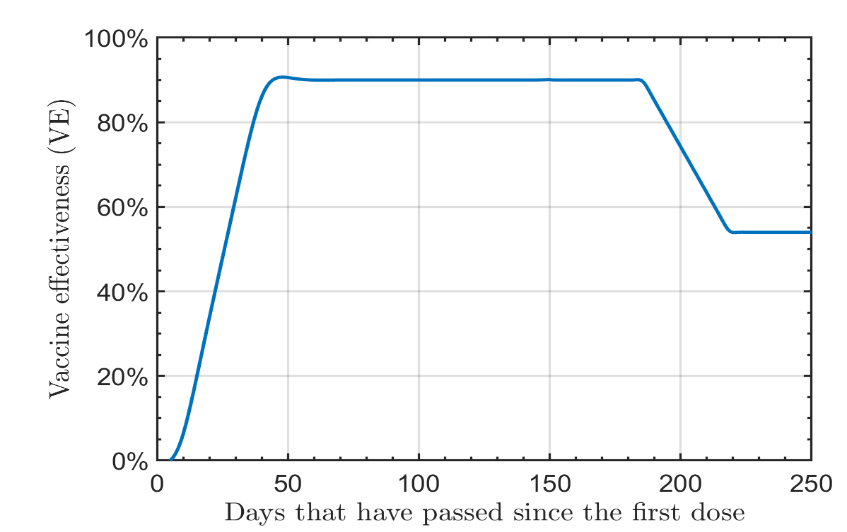 100%
80%
60%
40%
20%
0%
Vaccine effectiveness (VE)
0 50 100 150 200 250
Days that have passed since the first dose